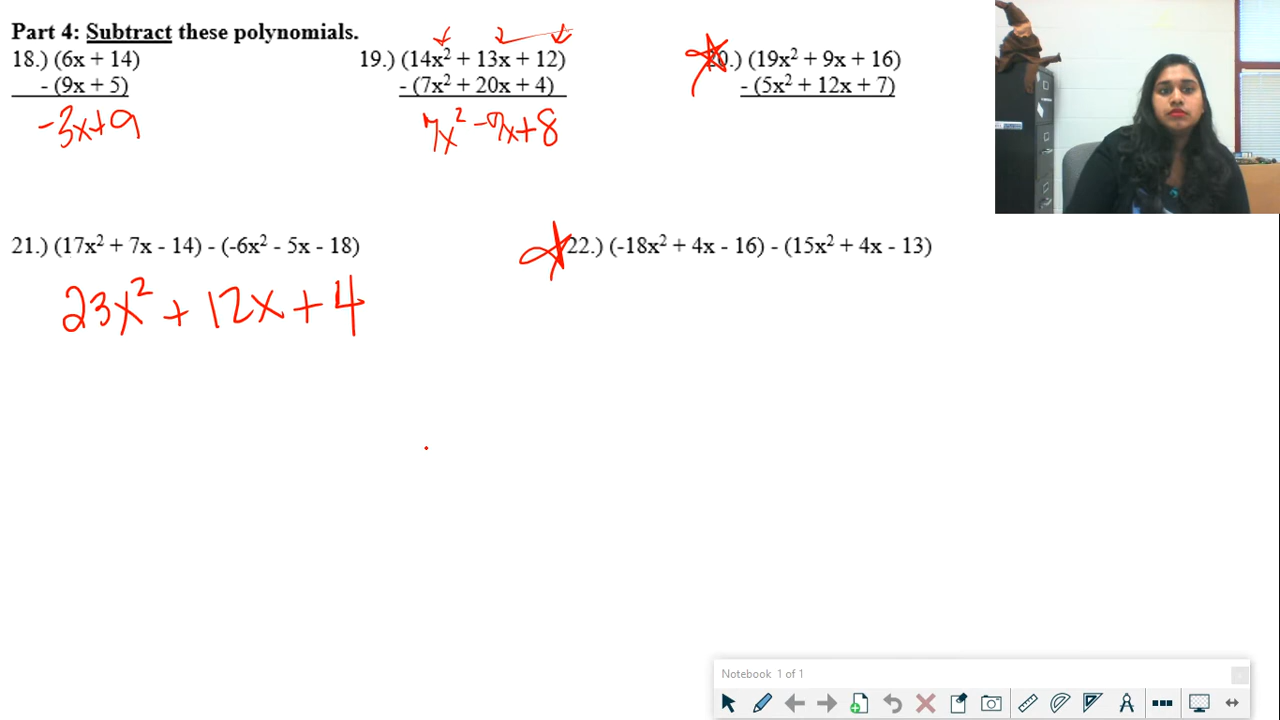 Part 4: Subtract these polynomials.
18.) (6x + 14)
- (9x + 5)
-3x+9
19.) (14x² + 13x + 12)
- (7x² + 20x + 4)
7x² -7x+8
20.) (19x² + 9x + 16)
- (5x² + 12x + 7)
21.) (17x² + 7x - 14) - (-6x² - 5x - 18)
23x² + 12x + 4
22.) (-18x² + 4x - 16) - (15x² + 4x - 13)
Notebook 1 of 1